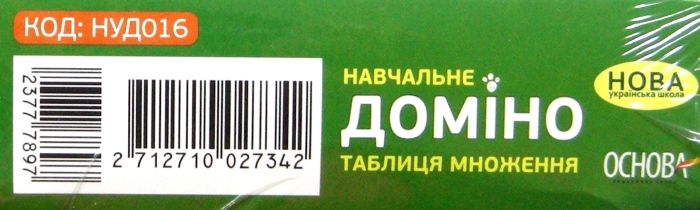 КОД: НУД016
2377-7897
2 712710 027342
НАВЧАЛЬНЕ
ДОМІНО
ТАБЛИЦЯ МНОЖЕННЯ
НОВА
українська школа
ОСНОВА